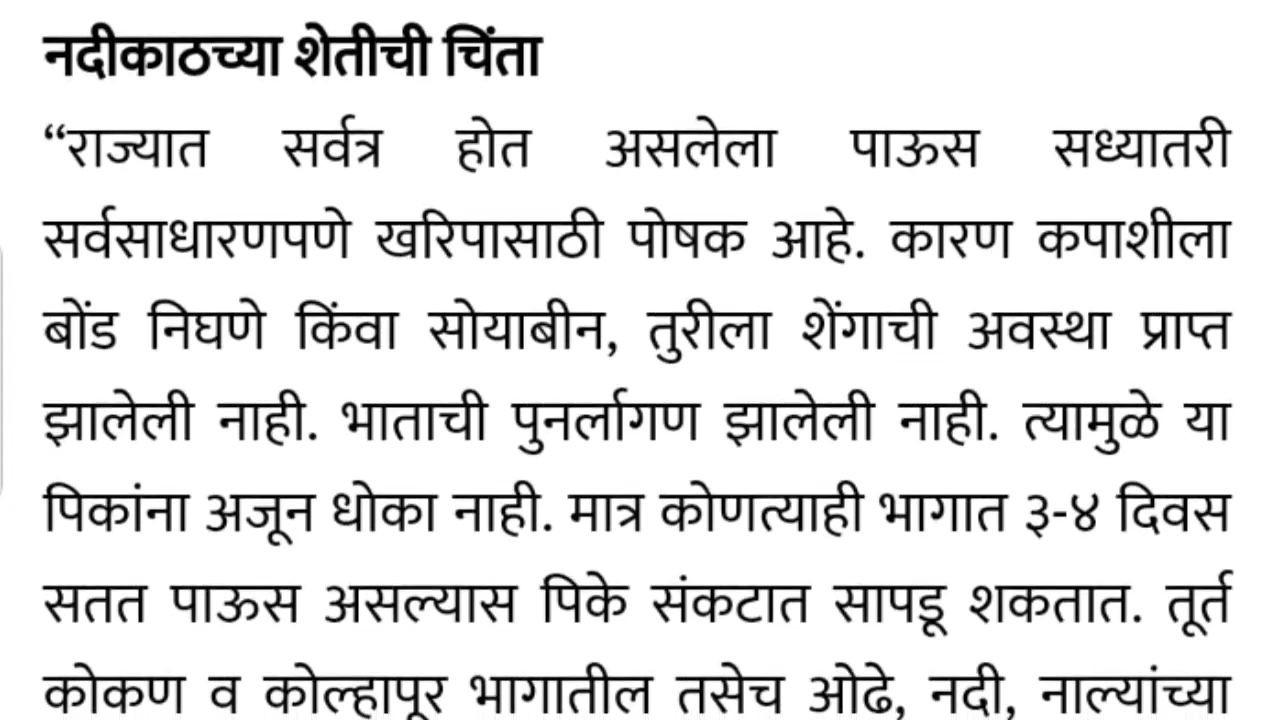 नदीकाठच्या शेतीची चिंता
“राज्यात सर्वत्र होत असलेला पाऊस सध्यातरी
सर्वसाधारणपणे खरिपासाठी पोषक आहे. कारण कपाशीला
बोंड निघणे किंवा सोयाबीन, तुरीला शेंगाची अवस्था प्राप्त
झालेली नाही. भाताची पुनर्लागण झालेली नाही. त्यामुळे या
पिकांना अजून धोका नाही. मात्र कोणत्याही भागात ३-४ दिवस
सतत पाऊस असल्यास पिके संकटात सापडू शकतात. तूर्त
कोकण व कोल्हापूर भागातील तसेच ओढे, नदी, नाल्यांच्या